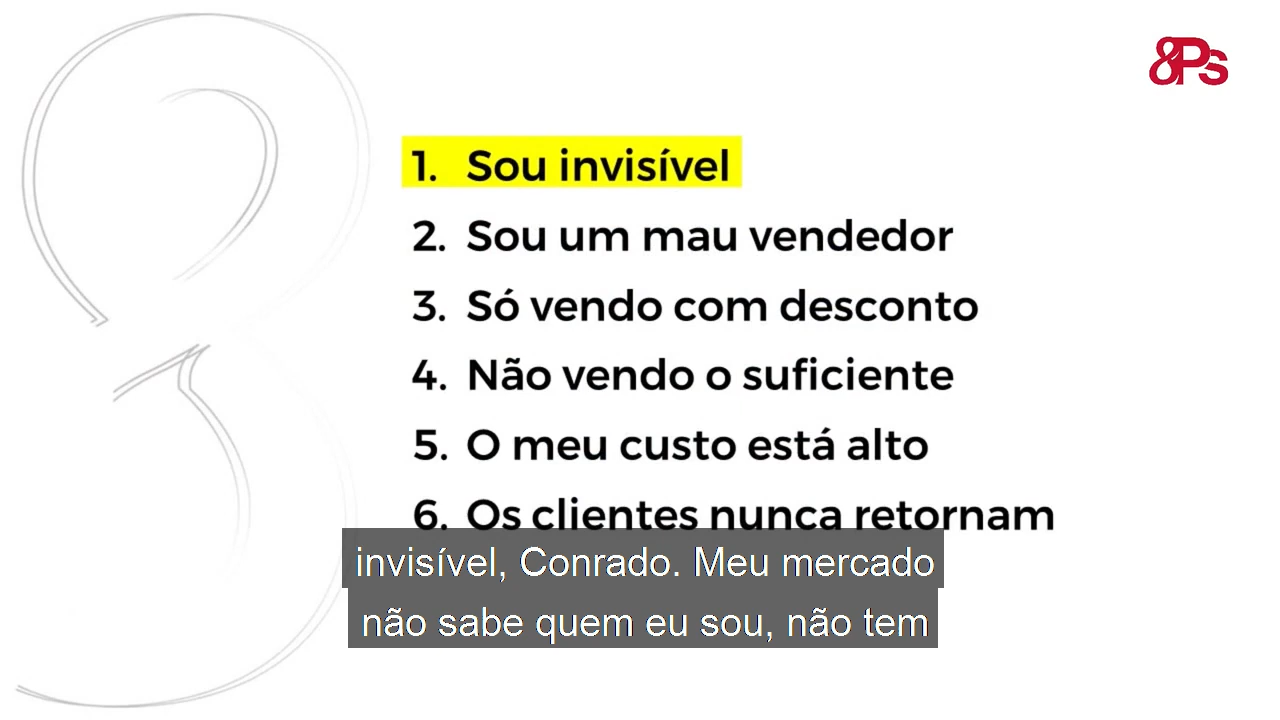 8Ps
1. Sou invisível
2. Sou um mau vendedor
3. Só vendo com desconto
4. Não vendo o suficiente
5. O meu custo está alto
6. Os clientes nunca retornam
invisível, Conrado. Meu mercado
não sabe quem eu sou, não tem